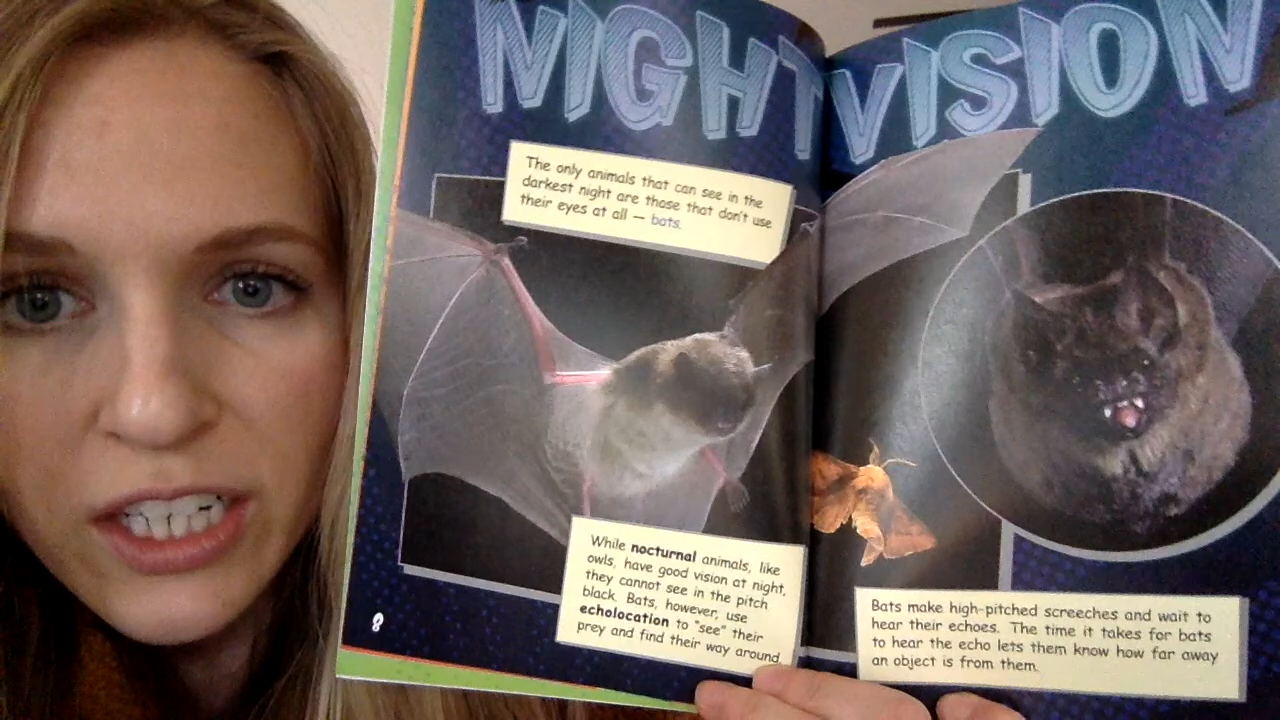 NIGHT VISION
The only animals that can see in the
darkest night are those that don't use
their eyes at all — bats.
While nocturnal animals, like
owls, have good vision at night,
they cannot see in the pitch
black. Bats, however, use
echolocation to "see" their
prey and find their way around.
Bats make high-pitched screeches and wait to
hear their echoes. The time it takes for bats
to hear the echo lets them know how far away
an object is from them.
8